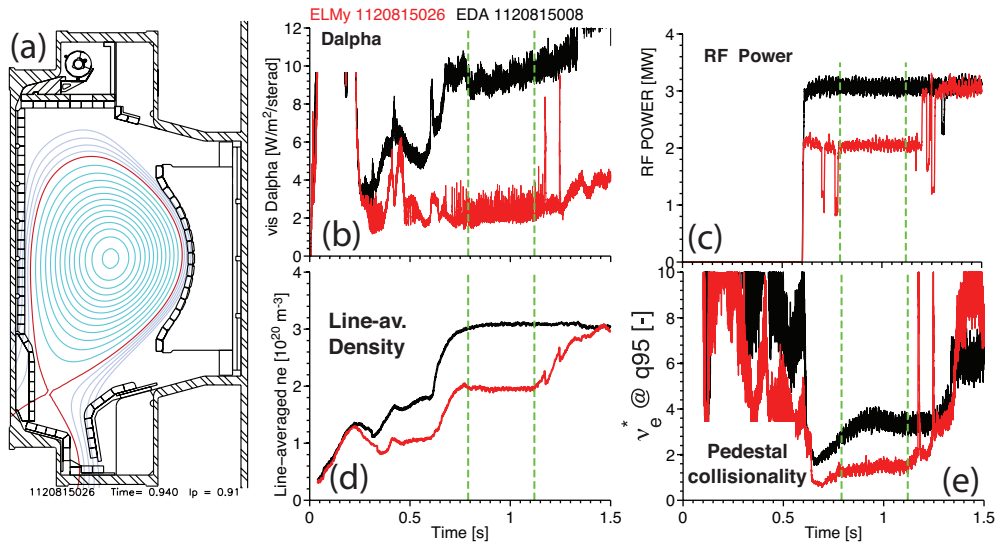 (a)
1120815026 Time= 0.940 Ip = 0.91
ELMy 1120815026 EDA 1120815008
Dalpha
vis Dalpha [W/m²/sterad]
12
10
8
6
4
2
0
(b)
RF Power
RF POWER [MW]
4
3
2
1
0
(c)
Line-av.
Density
Line−averaged ne [10²⁰ m⁻³]
4
3
2
1
0
(d)
0
0.5
1
1.5
Time [s]
ν*e @ q95 [-]
10
8
6
4
2
0
Pedestal
collisionality
(e)
0
0.5
1
1.5
Time [s]